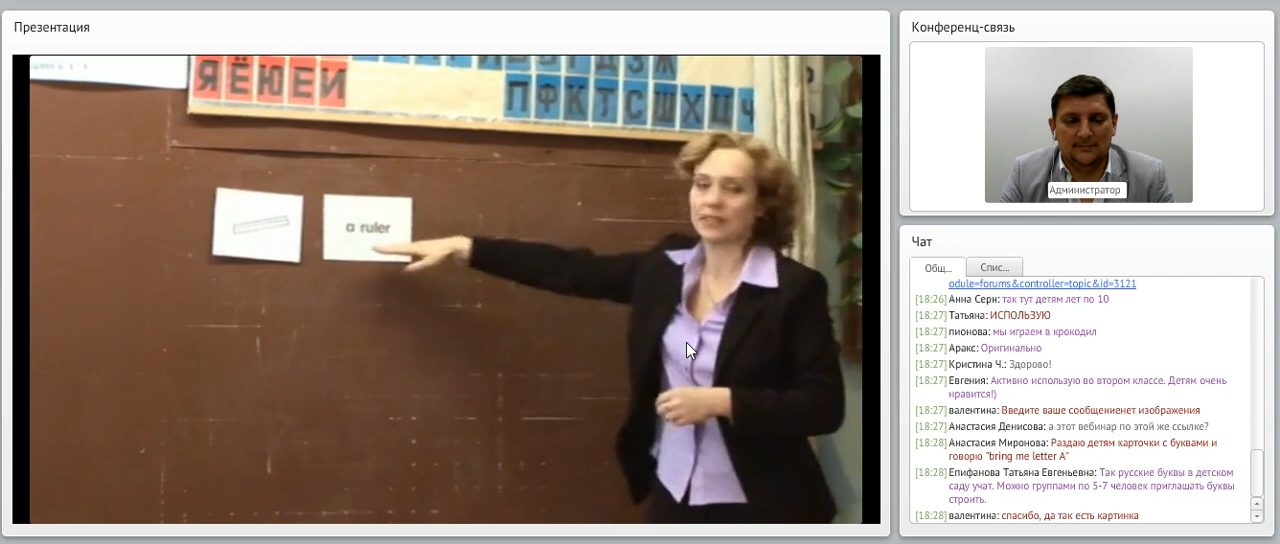 Презентация
Я Ё Ю Е И
П Ф К Т С Ш Х Ц Ч
a ruler
Конференц-связь
Администратор
Чат
Общ...
Спис...
odule=forums&controller=topic&id=3121
[18:26] Анна Серн: так тут детям лет по 10
[18:27] Татьяна: ИСПОЛЬЗУЮ
[18:27] пионова: мы играем в крокодил
[18:27] Аракс: Оригинально
[18:27] Кристина Ч.: Здорово!
[18:27] Евгения: Активно использую во втором классе. Детям очень
нравится!)
[18:27] валентина: Введите ваше сообщениенет изображения
[18:27] Анастасия Денисова: а этот вебинар по этой же ссылке?
[18:28] Анастасия Миронова: Раздаю детям карточки с буквами и
говорю "bring me letter A"
[18:28] Епифанова Татьяна Евгеньевна: Так русские буквы в детском
саду учат. Можно группами по 5-7 человек приглашать буквы
строить.
[18:28] валентина: спасибо, да так есть картинка